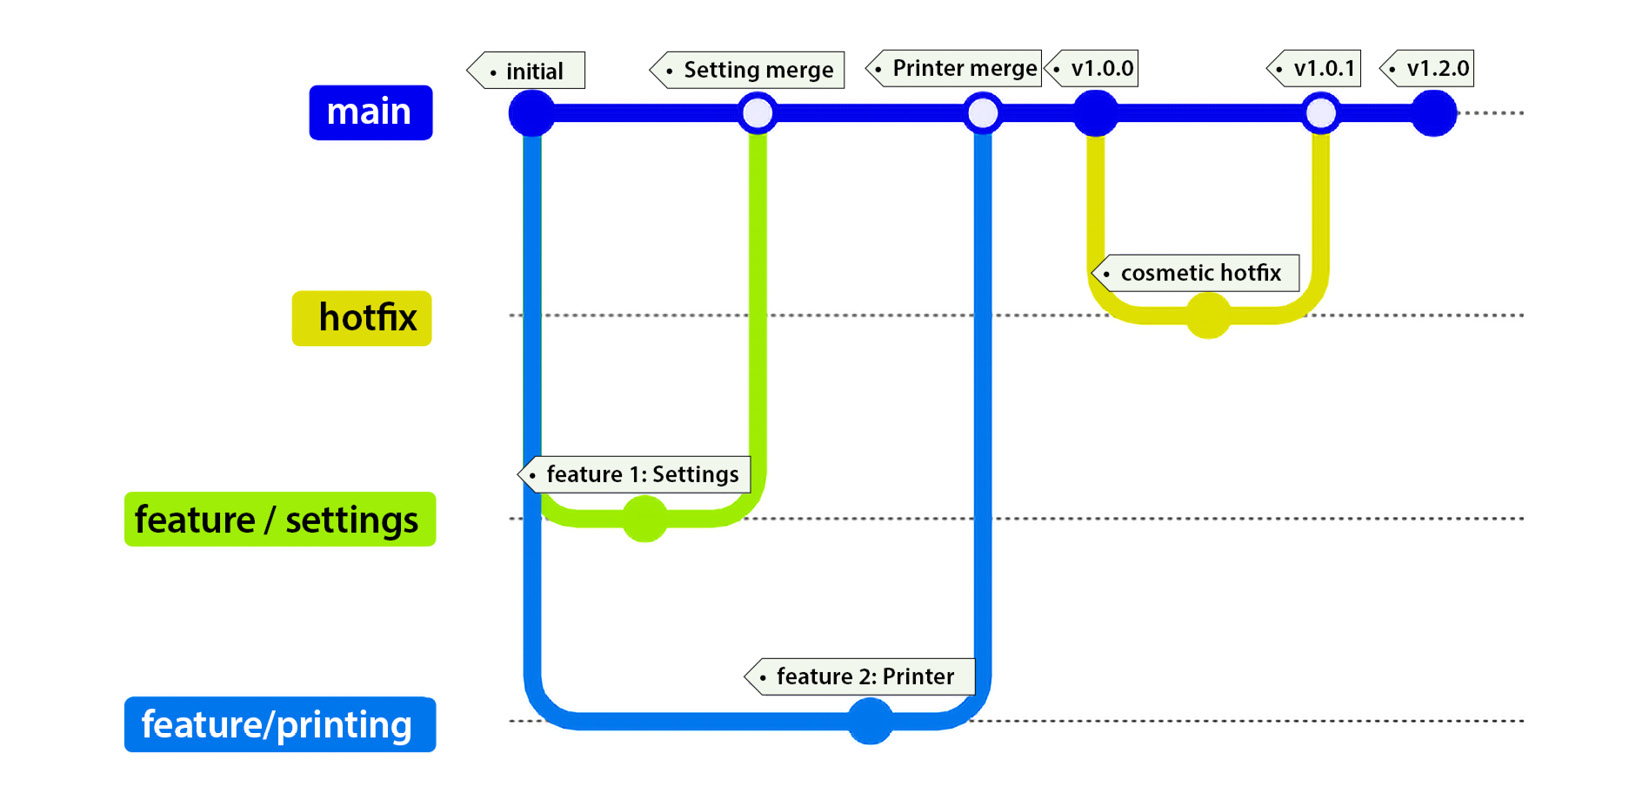 initial
Setting merge
Printer merge
v1.0.0
v1.0.1
v1.2.0
main
cosmetic hotfix
hotfix
feature 1: Settings
feature / settings
feature 2: Printer
feature/printing